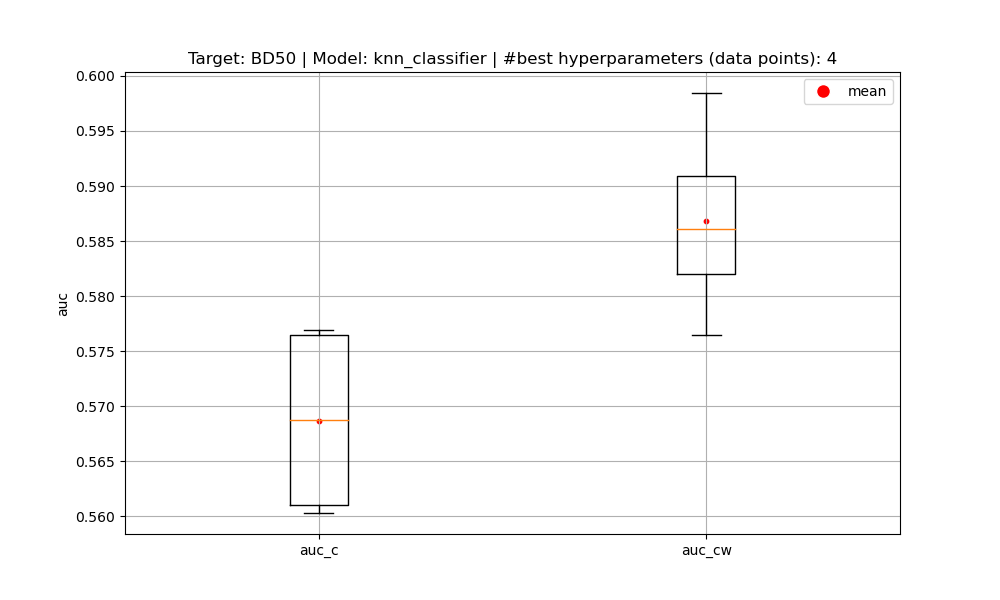 Target: BD50 | Model: knn_classifier | #best hyperparameters (data points): 4
mean
0.600
0.595
0.590
0.585
0.580
0.575
0.570
0.565
0.560
auc
auc_c
auc_cw